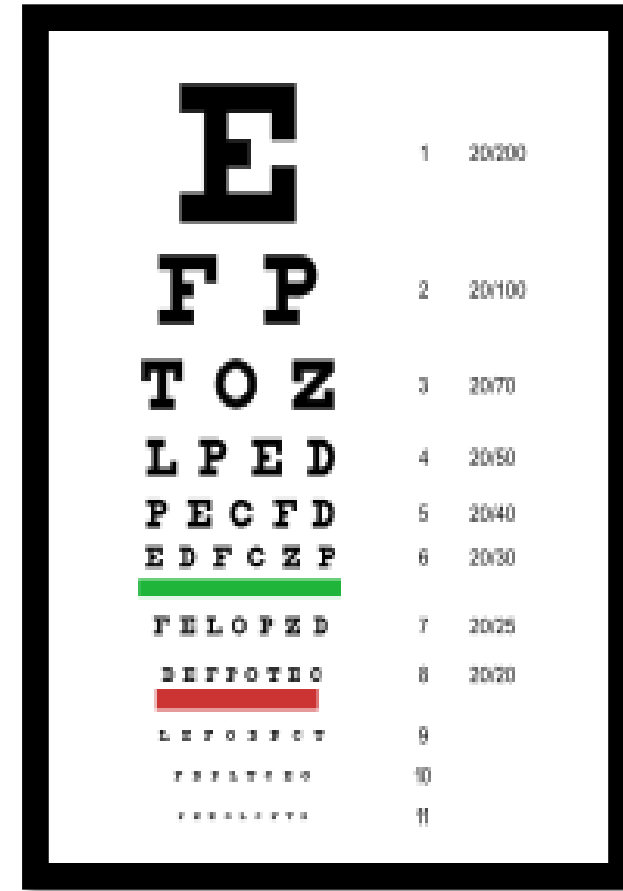 E 1 20/200
F P 2 20/100
T O Z 3 20/70
L P E D 4 20/50
P E C F D 5 20/40
E D F C Z P 6 20/30
F E L O P Z D 7 20/25
8 20/20
9
10
11